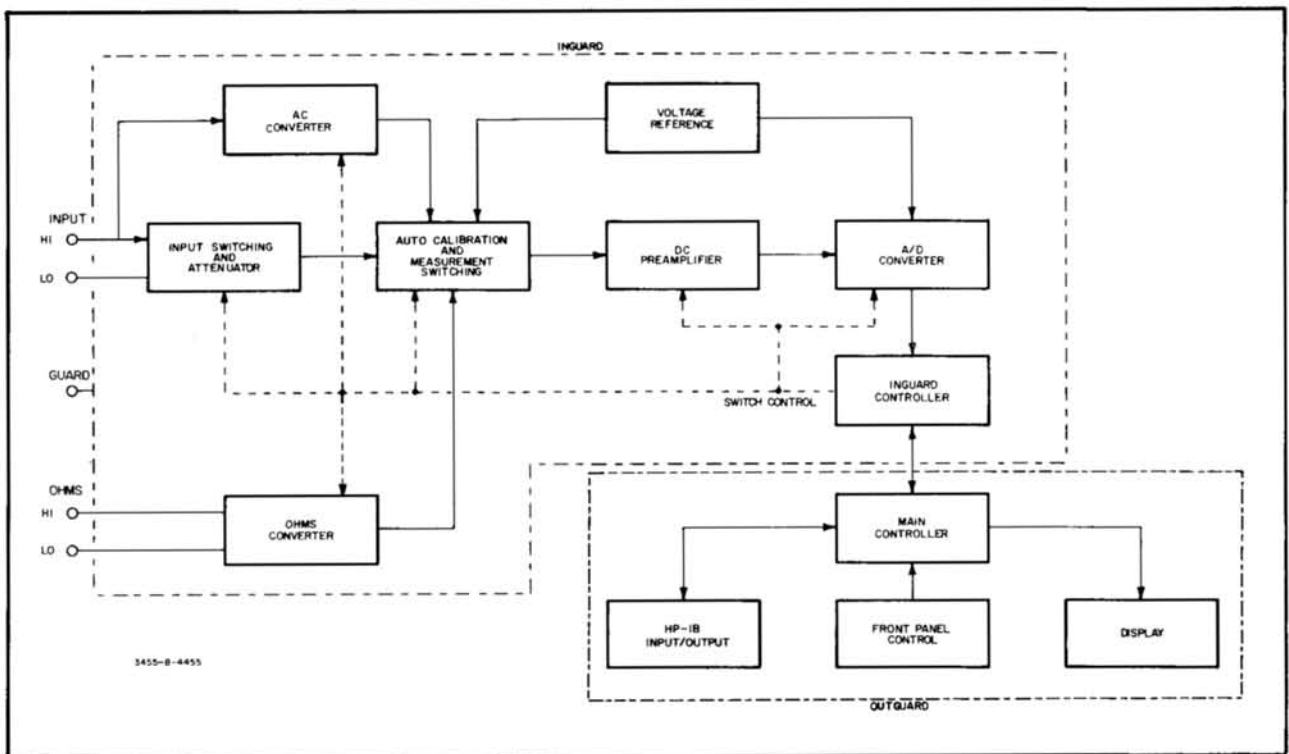 INGUARD
AC
CONVERTER
VOLTAGE
REFERENCE
INPUT
HI
LO
INPUT SWITCHING
AND
ATTENUATOR
AUTO CALIBRATION
AND
MEASUREMENT
SWITCHING
DC
PREAMPLIFIER
A/D
CONVERTER
GUARD
SWITCH CONTROL
INGUARD
CONTROLLER
OHMS
HI
LO
OHMS
CONVERTER
MAIN
CONTROLLER
HP-IB
INPUT/OUTPUT
FRONT PANEL
CONTROL
DISPLAY
3455-B-4455
OUTGUARD